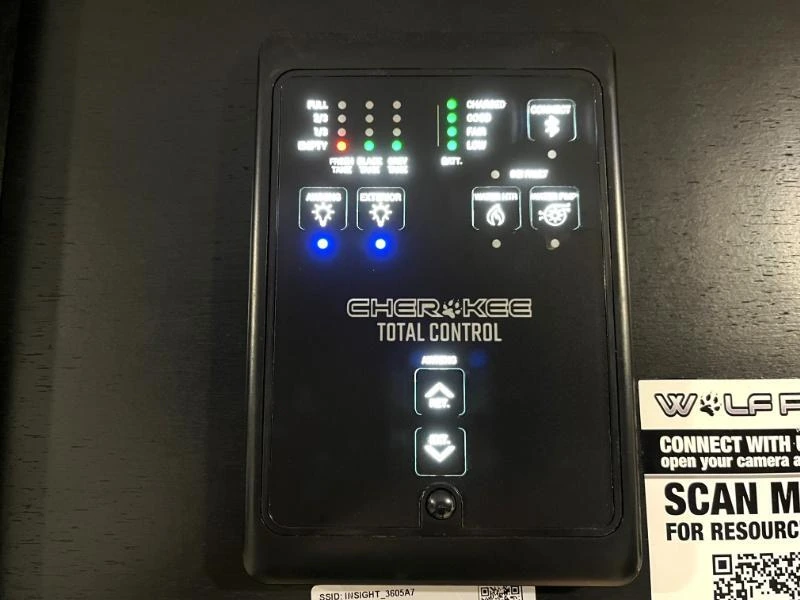 FULL
2/3
1/3
EMPTY
FRESH TANK
BLACK TANK
GREY TANK
CHARGED
GOOD
FAIR
LOW
BATT.
CONNECT
AWNING
EXTERIOR
WATER HTR
WATER PMP
CHEROKEE
TOTAL CONTROL
AWNING
RET.
EXT.
WOLF P
CONNECT WITH
open your camera a
SCAN M
FOR RESOURC
SSID: INSIGHT_3605A7